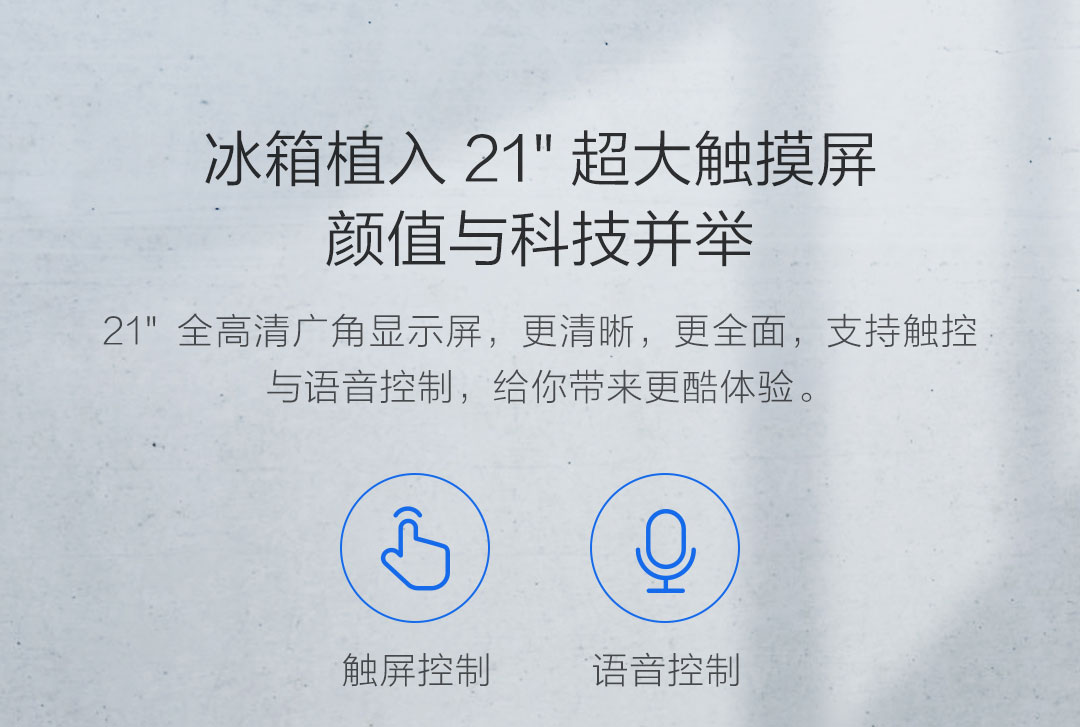 冰箱植入 21" 超大触摸屏
颜值与科技并举
21" 全高清广角显示屏，更清晰，更全面，支持触控
与语音控制，给你带来更酷体验。
触屏控制
语音控制